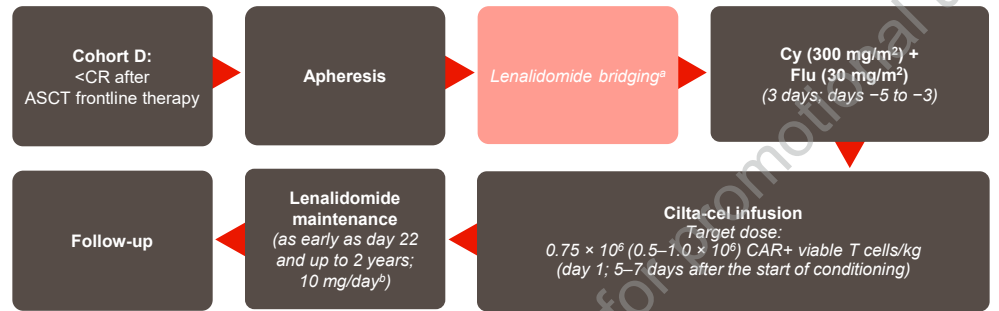 Cohort D:
<CR after
ASCT frontline therapy
Apheresis
Lenalidomide bridgingᵃ
Cy (300 mg/m²) +
Flu (30 mg/m²)
(3 days: days −5 to −3)
Follow-up
Lenalidomide
maintenance
(as early as day 22
and up to 2 years;
10 mg/dayᵇ)
Cilta-cel infusion
Target dose:
0.75 × 10⁶ (0.5–1.0 × 10⁶) CAR+ viable T cells/kg
(day 1; 5–7 days after the start of conditioning)
for promotional